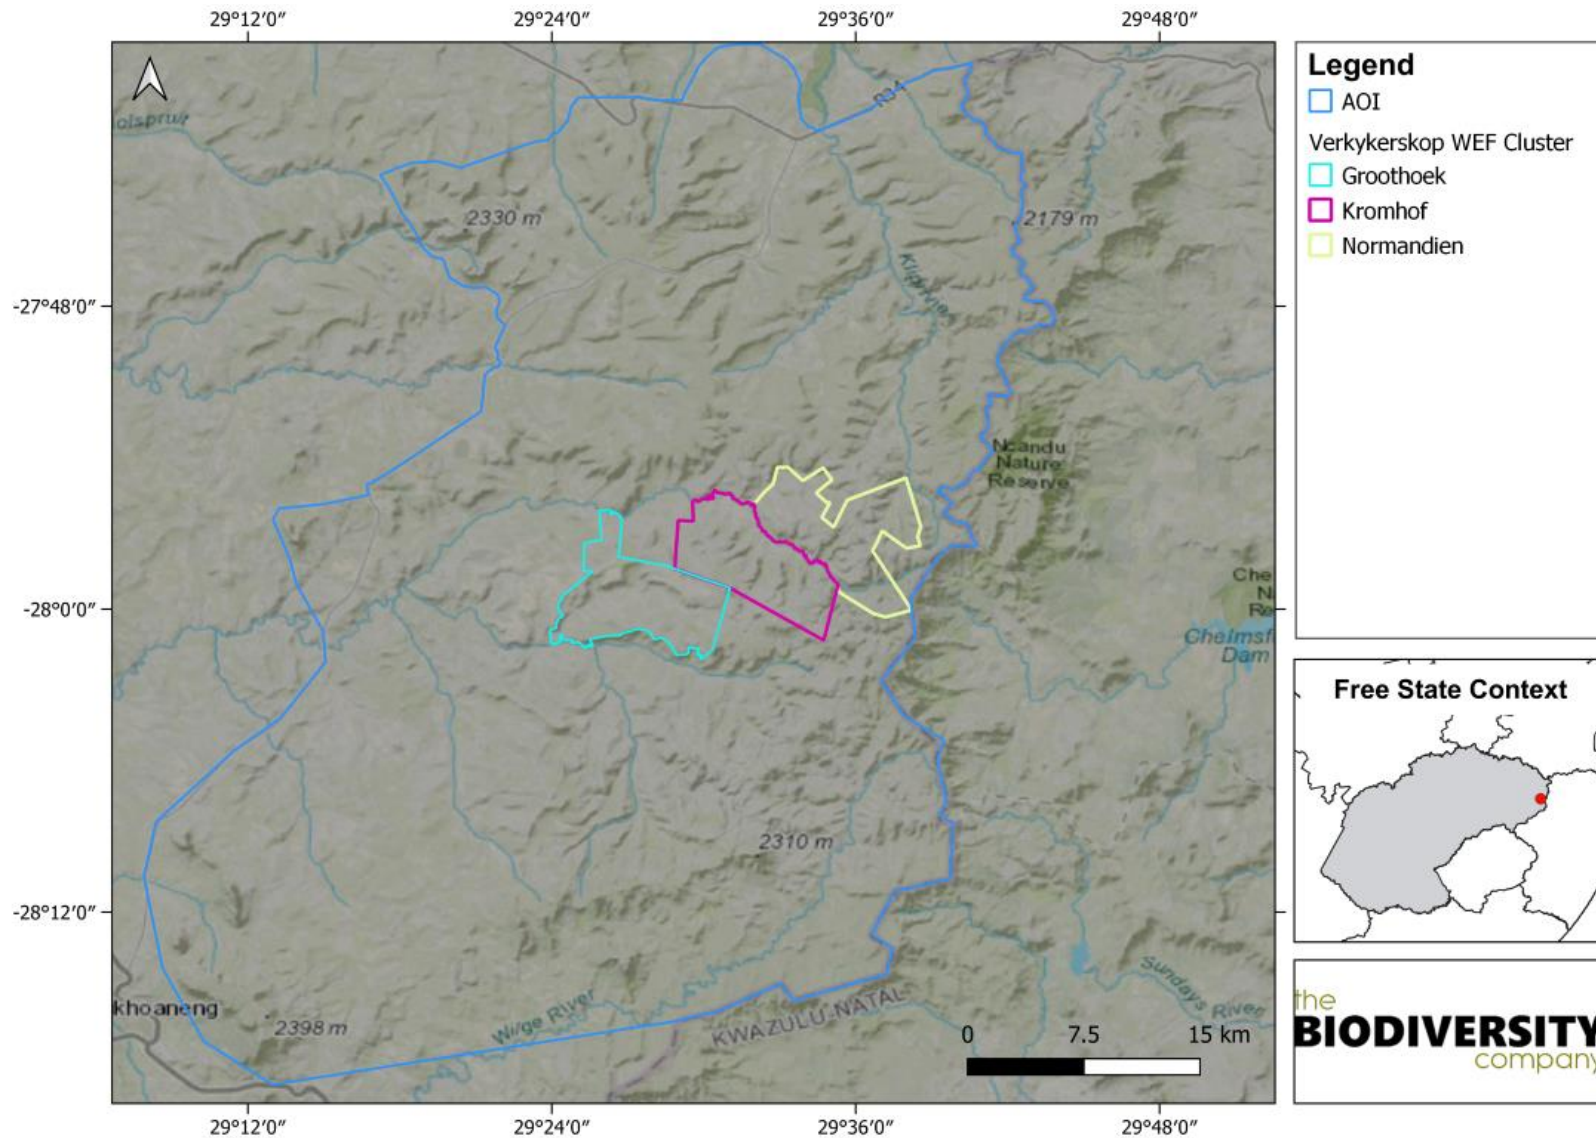 29°12′0″ 29°24′0″ 29°36′0″ 29°48′0″
Legend
AOI
Verkykerskop WEF Cluster
Groothoek
Kromhof
Normandien
R34
olspruit
2330 m
2179 m
-27°48′0″
Ncandu
Nature
Reserve
-28°0′0″
Che
N
Re
Chelmsf
Dam
Free State Context
2310 m
-28°12′0″
Sundays River
khoaneng
2398 m
Wilge River
KWAZULU-NATAL
0 7.5 15 km
the
BIODIVERSITY
company
29°12′0″ 29°24′0″ 29°36′0″ 29°48′0″